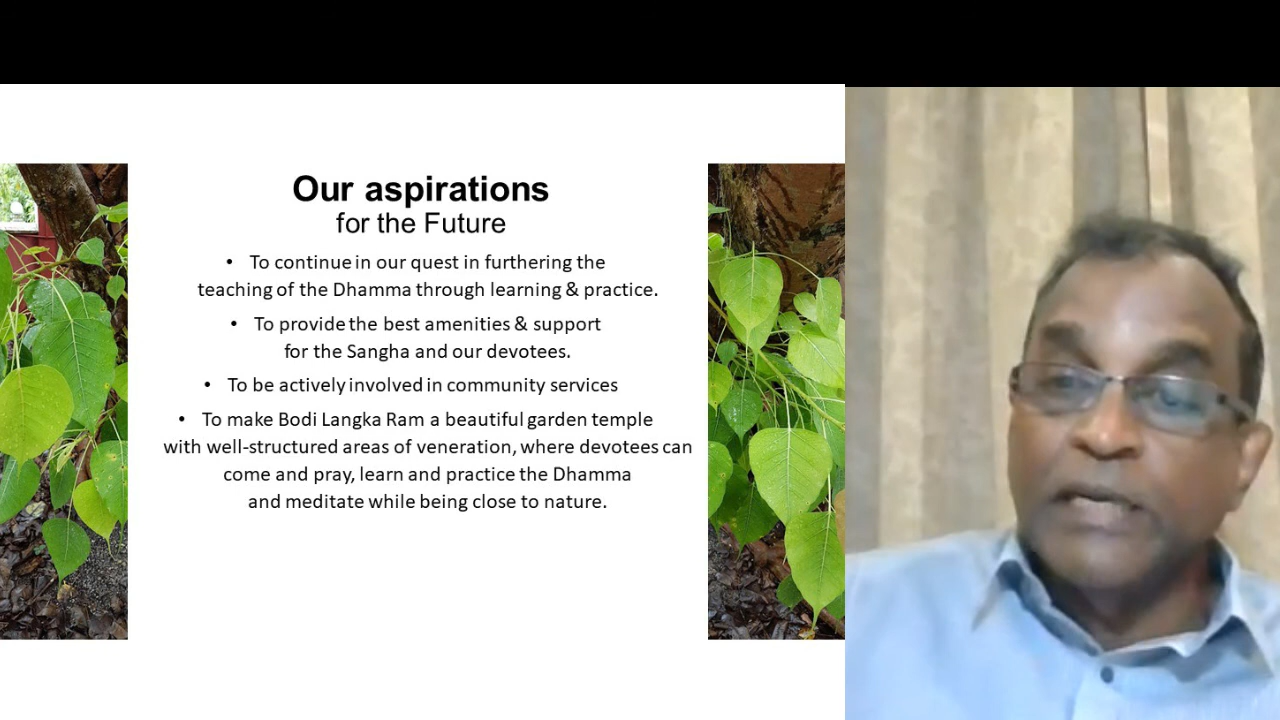 Our aspirations
for the Future
• To continue in our quest in furthering the
teaching of the Dhamma through learning & practice.
• To provide the best amenities & support
for the Sangha and our devotees.
• To be actively involved in community services
• To make Bodi Langka Ram a beautiful garden temple
with well-structured areas of veneration, where devotees can
come and pray, learn and practice the Dhamma
and meditate while being close to nature.